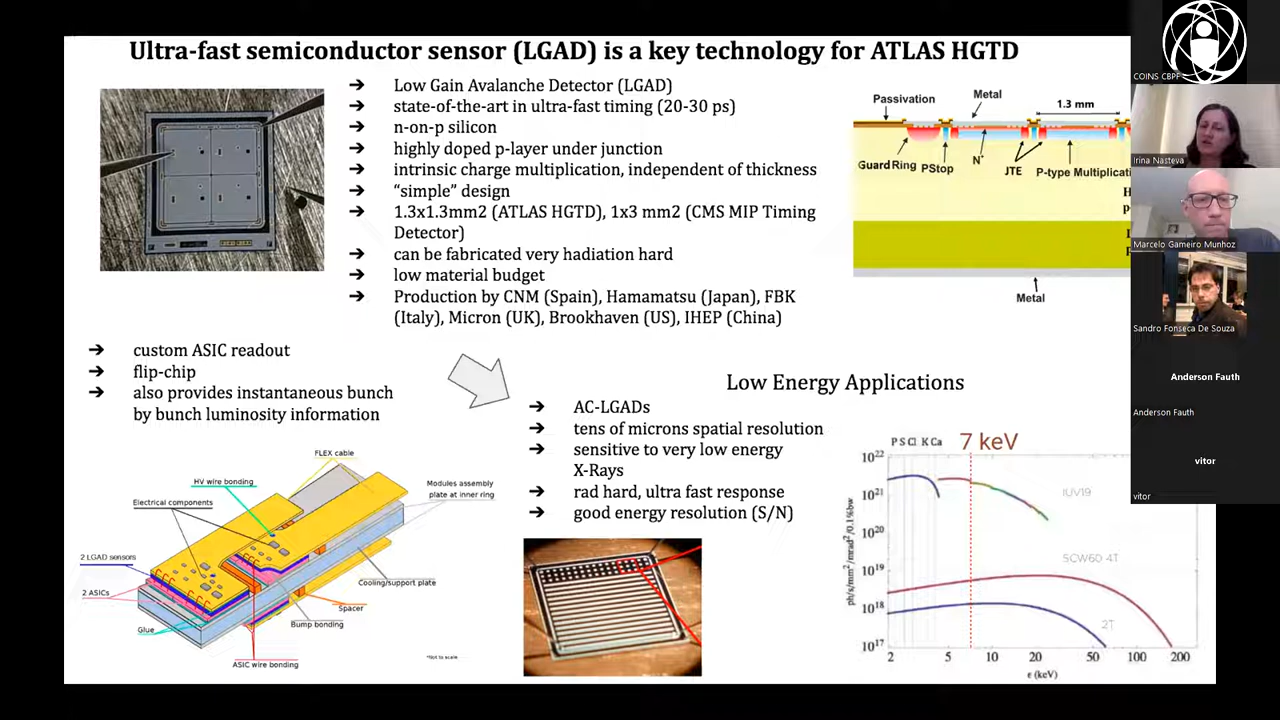 Ultra-fast semiconductor sensor (LGAD) is a key technology for ATLAS HGTD
➔ Low Gain Avalanche Detector (LGAD)
➔ state-of-the-art in ultra-fast timing (20-30 ps)
➔ n-on-p silicon
➔ highly doped p-layer under junction
➔ intrinsic charge multiplication, independent of thickness
➔ “simple” design
➔ 1.3x1.3mm2 (ATLAS HGTD), 1x3 mm2 (CMS MIP Timing
Detector)
➔ can be fabricated very hadiation hard
➔ low material budget
➔ Production by CNM (Spain), Hamamatsu (Japan), FBK
(Italy), Micron (UK), Brookhaven (US), IHEP (China)
Passivation
Metal
1.3 mm
Guard Ring
PStop
N+
JTE
P-type Multiplicati
Metal
➔ custom ASIC readout
➔ flip-chip
➔ also provides instantaneous bunch
by bunch luminosity information
FLEX cable
HV wire bonding
Electrical components
Modules assembly
plate at inner ring
2 LGAD sensors
2 ASICs
Glue
Cooling/support plate
Spacer
Bump bonding
ASIC wire bonding
*Not to scale
Low Energy Applications
➔ AC-LGADs
➔ tens of microns spatial resolution
➔ sensitive to very low energy
X-Rays
➔ rad hard, ultra fast response
➔ good energy resolution (S/N)
P S Cl K Ca
7 keV
10²²
10²¹
10²⁰
10¹⁹
10¹⁸
10¹⁷
ph/s/mm²/mrad²/0.1%bw
IUV19
SCW60 4T
2T
2 5 10 20 50 100 200
ε (keV)
COINS CBPF
Irina Nasteva
Marcelo Gameiro Munhoz
Sandro Fonseca De Souza
Anderson Fauth
Anderson Fauth
vitor
vitor